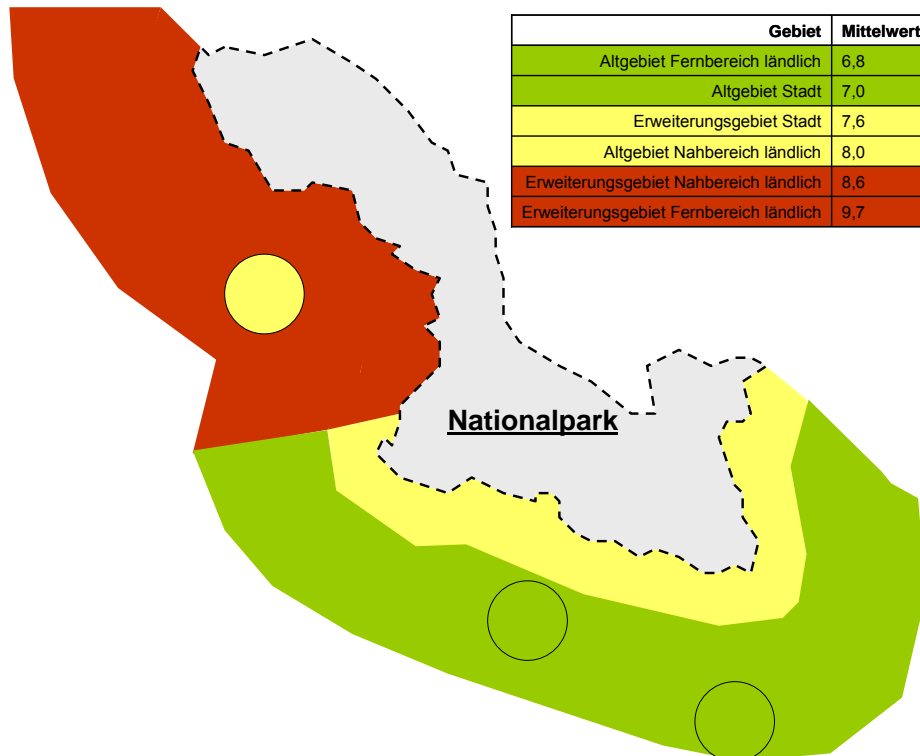 Gebiet Mittelwert
Altgebiet Fernbereich ländlich 6,8
Altgebiet Stadt 7,0
Erweiterungsgebiet Stadt 7,6
Altgebiet Nahbereich ländlich 8,0
Erweiterungsgebiet Nahbereich ländlich 8,6
Erweiterungsgebiet Fernbereich ländlich 9,7
Nationalpark